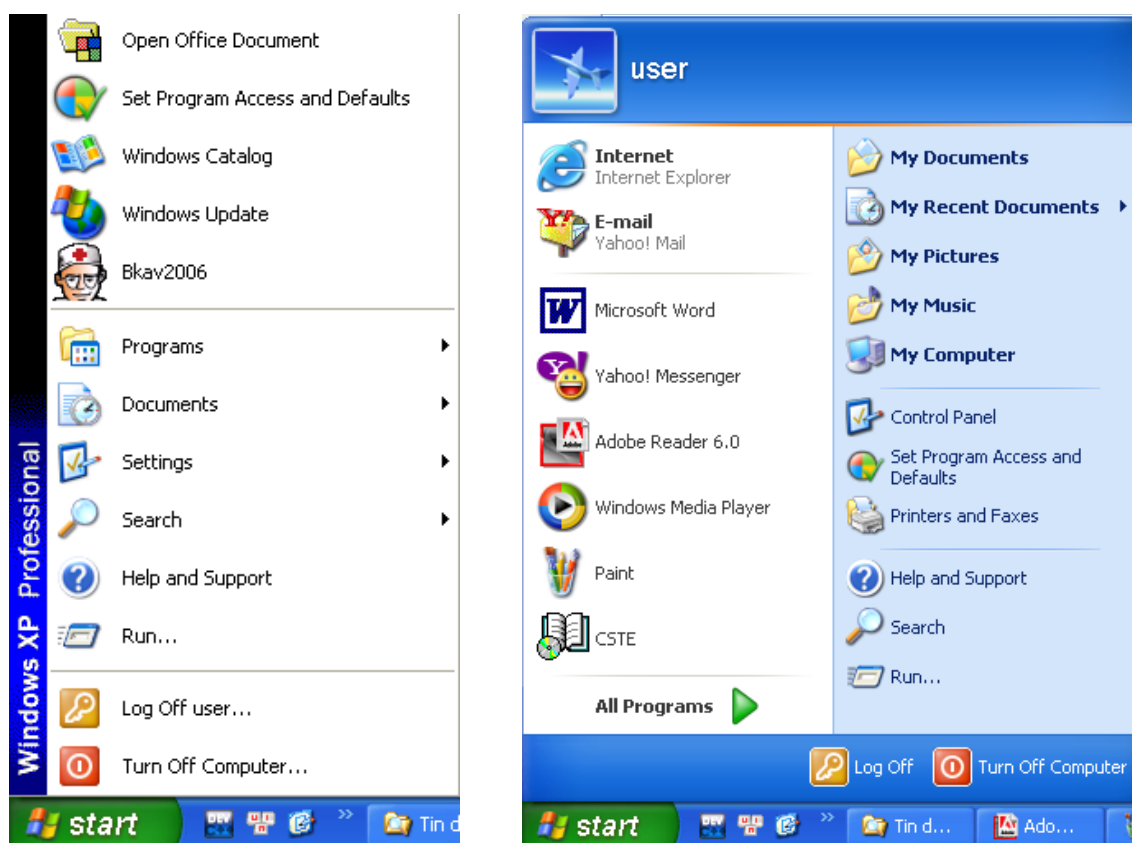 Open Office Document
Set Program Access and Defaults
Windows Catalog
Windows Update
Bkav2006
Programs
Documents
Settings
Search
Help and Support
Run...
Log Off user...
Turn Off Computer...
Windows XP Professional
start
DEV
Tin d
user
Internet
Internet Explorer
E-mail
Yahoo! Mail
Microsoft Word
Yahoo! Messenger
Adobe Reader 6.0
Windows Media Player
Paint
CSTE
All Programs
My Documents
My Recent Documents
My Pictures
My Music
My Computer
Control Panel
Set Program Access and
Defaults
Printers and Faxes
Help and Support
Search
Run...
Log Off
Turn Off Computer
start
DEV
Tin d...
Ado...